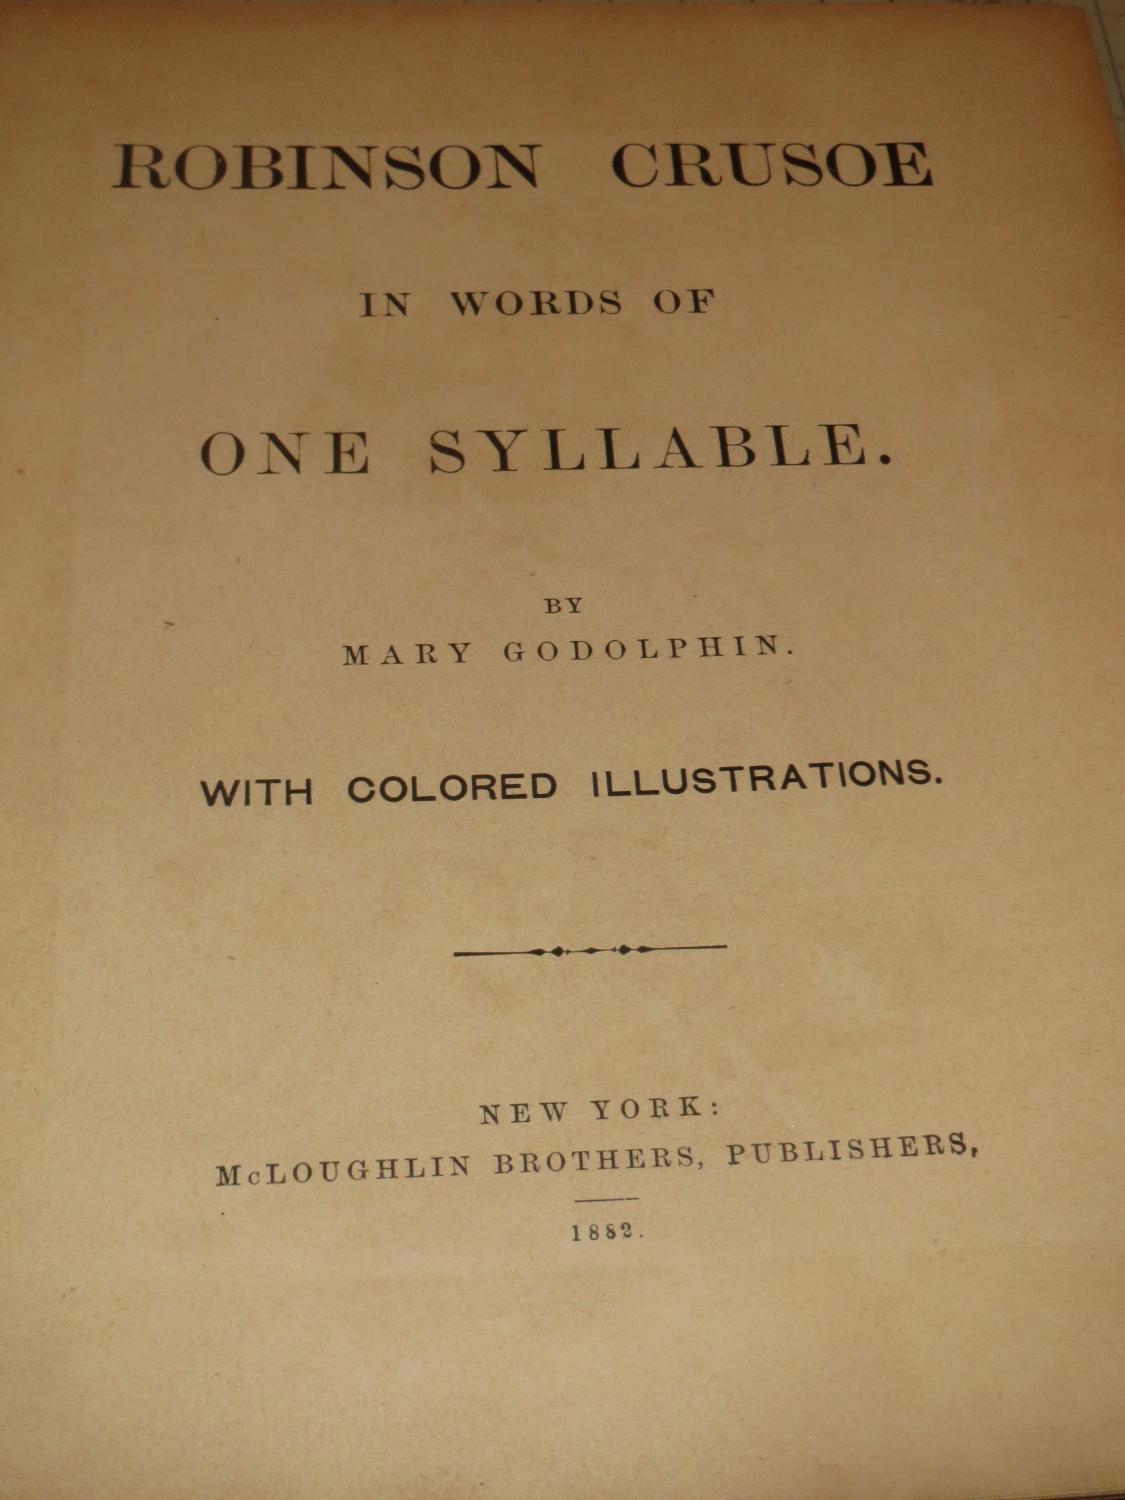 ROBINSON CRUSOE
IN WORDS OF
ONE SYLLABLE.
BY
MARY GODOLPHIN.
WITH COLORED ILLUSTRATIONS.
NEW YORK:
McLOUGHLIN BROTHERS, PUBLISHERS,
1882.